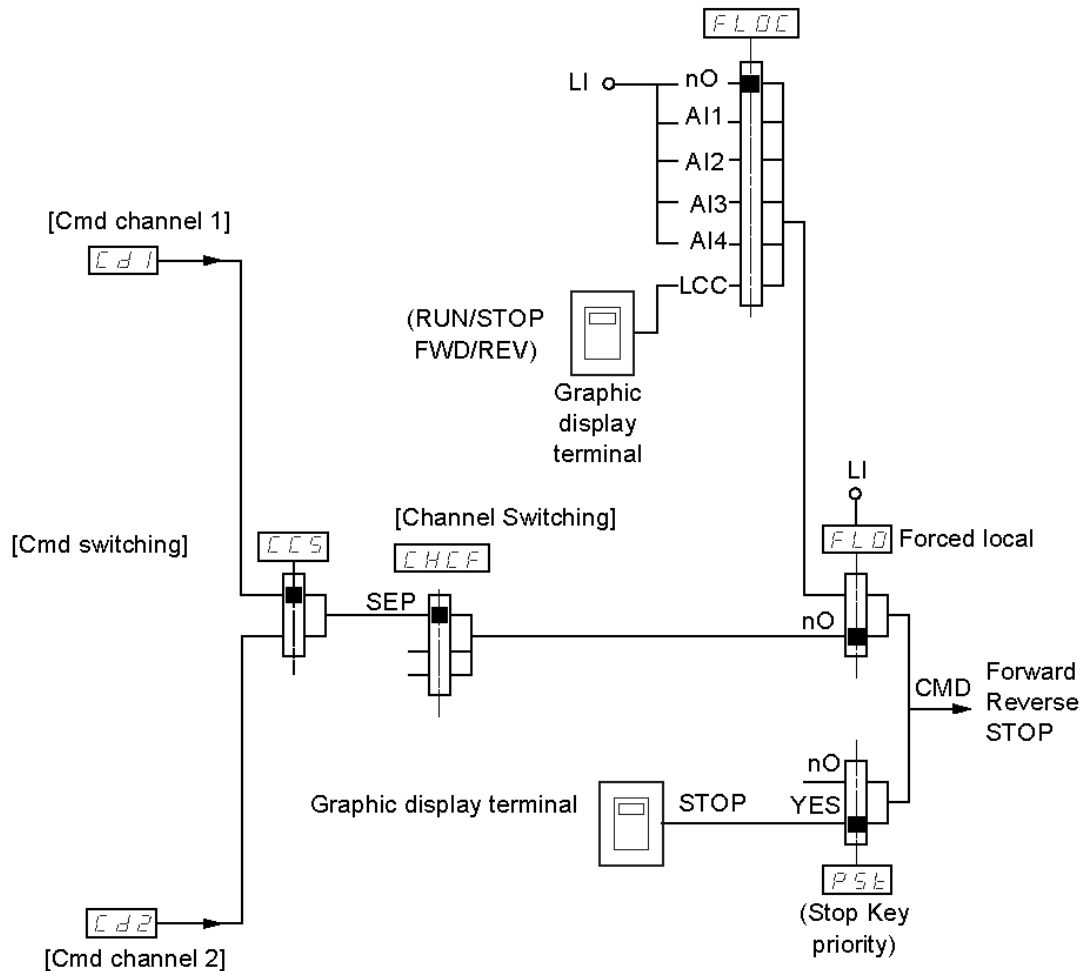 FLOC
LI
nO
AI1
AI2
AI3
AI4
LCC
[Cmd channel 1]
Cd1
(RUN/STOP
FWD/REV)
Graphic
display
terminal
LI
[Cmd switching]
CCS
[Channel Switching]
CHCF
FLO
Forced local
SEP
nO
CMD
Forward
Reverse
STOP
nO
Graphic display terminal
STOP
YES
PSt
(Stop Key
priority)
Cd2
[Cmd channel 2]